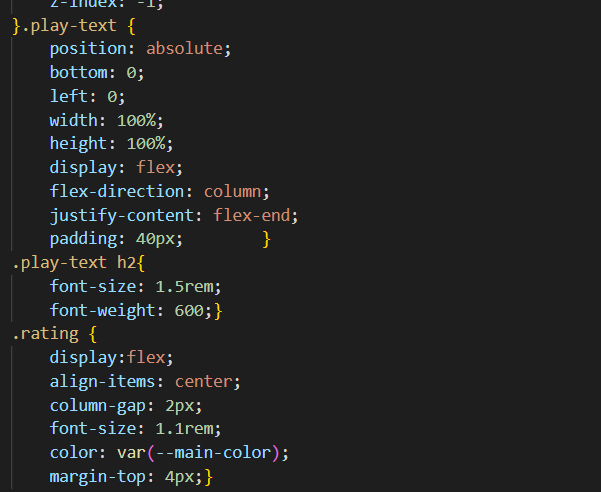 z-index: -1;
}.play-text {
position: absolute;
bottom: 0;
left: 0;
width: 100%;
height: 100%;
display: flex;
flex-direction: column;
justify-content: flex-end;
padding: 40px;        }
.play-text h2{
font-size: 1.5rem;
font-weight: 600;}
.rating {
display:flex;
align-items: center;
column-gap: 2px;
font-size: 1.1rem;
color: var(--main-color);
margin-top: 4px;}